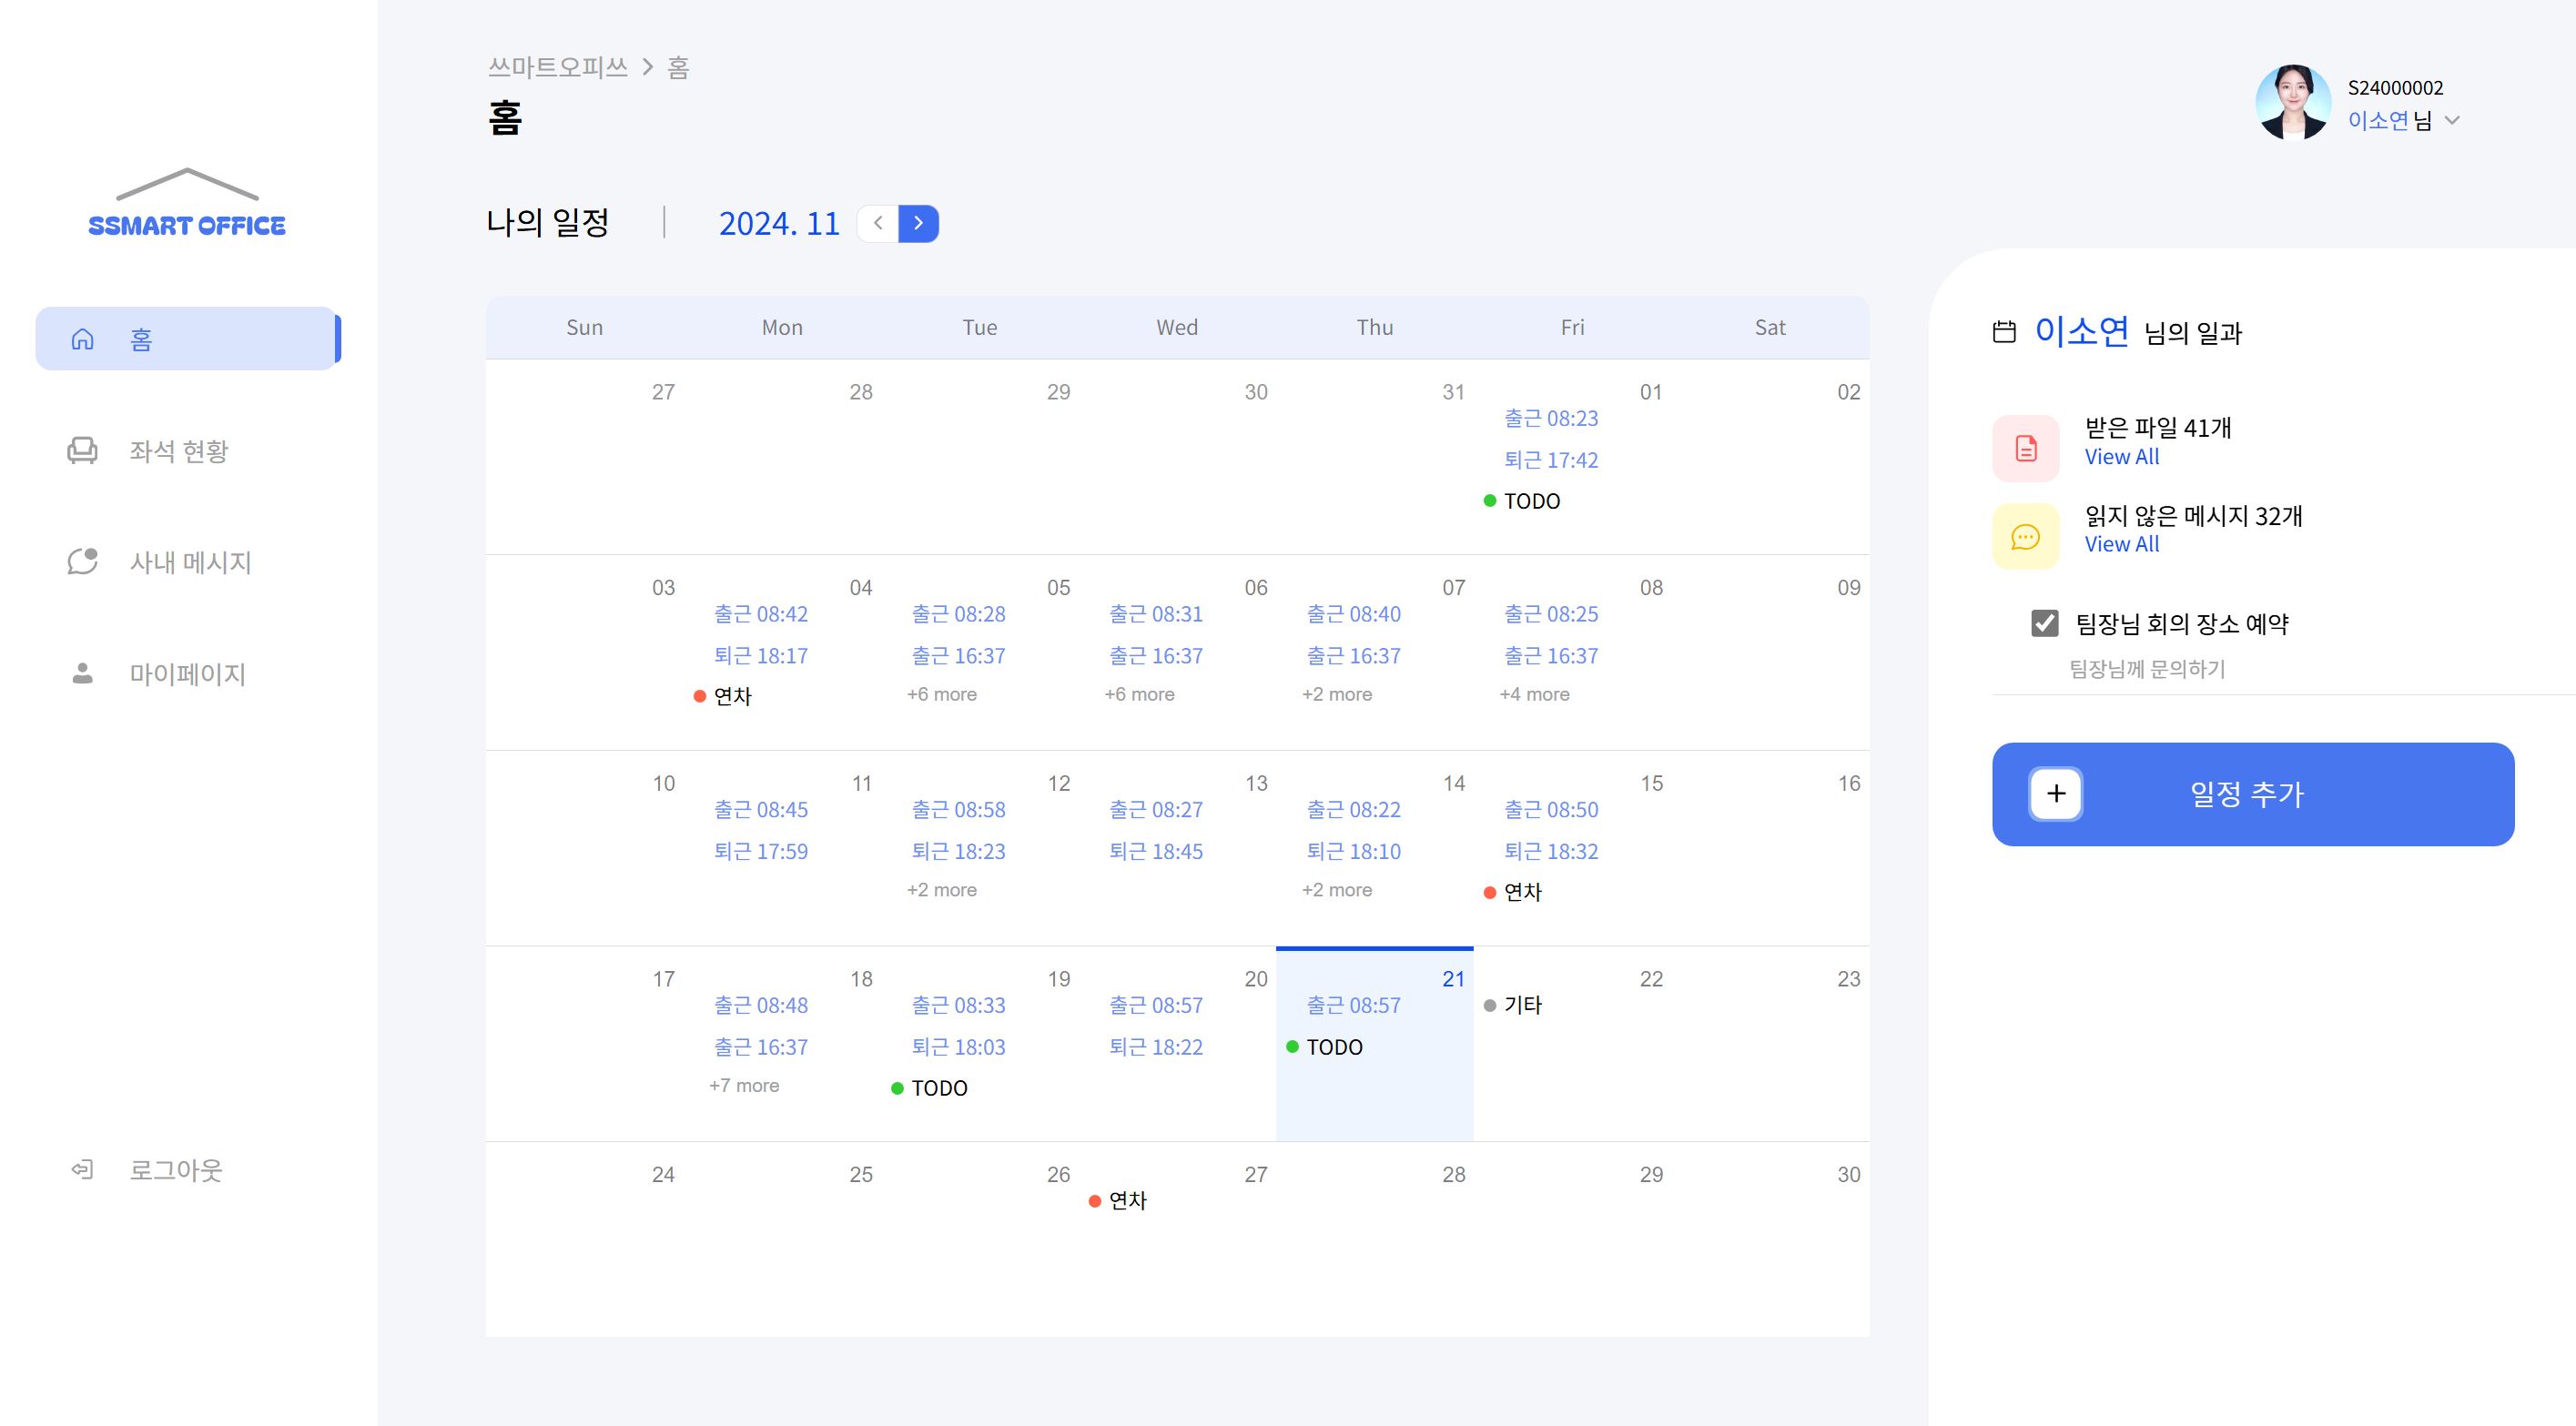 쓰마트오피쓰 > 홈
홈
S24000002
이소연 님
SSMART OFFICE
홈
좌석 현황
사내 메시지
마이페이지
로그아웃
나의 일정 | 2024. 11
Sun Mon Tue Wed Thu Fri Sat
27 28 29 30 31 01 02
출근 08:23
퇴근 17:42
TODO
03 04 05 06 07 08 09
출근 08:42 출근 08:28 출근 08:31 출근 08:40 출근 08:25
퇴근 18:17 출근 16:37 출근 16:37 출근 16:37 출근 16:37
연차 +6 more +6 more +2 more +4 more
10 11 12 13 14 15 16
출근 08:45 출근 08:58 출근 08:27 출근 08:22 출근 08:50
퇴근 17:59 퇴근 18:23 퇴근 18:45 퇴근 18:10 퇴근 18:32
+2 more +2 more 연차
17 18 19 20 21 22 23
출근 08:48 출근 08:33 출근 08:57 출근 08:57 기타
출근 16:37 퇴근 18:03 퇴근 18:22 TODO
+7 more TODO
24 25 26 27 28 29 30
연차
이소연 님의 일과
받은 파일 41개
View All
읽지 않은 메시지 32개
View All
팀장님 회의 장소 예약
팀장님께 문의하기
+ 일정 추가